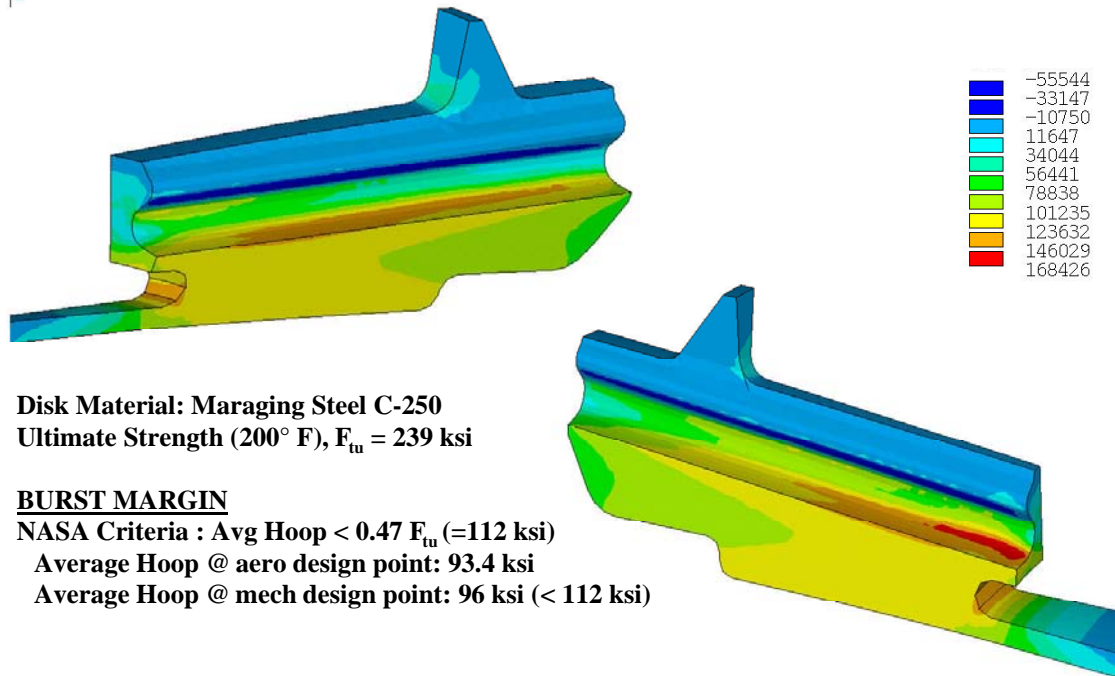 -55544
-33147
-10750
11647
34044
56441
78838
101235
123632
146029
168426
Disk Material: Maraging Steel C-250
Ultimate Strength (200° F), Ftu = 239 ksi
BURST MARGIN
NASA Criteria : Avg Hoop < 0.47 Ftu (=112 ksi)
Average Hoop @ aero design point: 93.4 ksi
Average Hoop @ mech design point: 96 ksi (< 112 ksi)